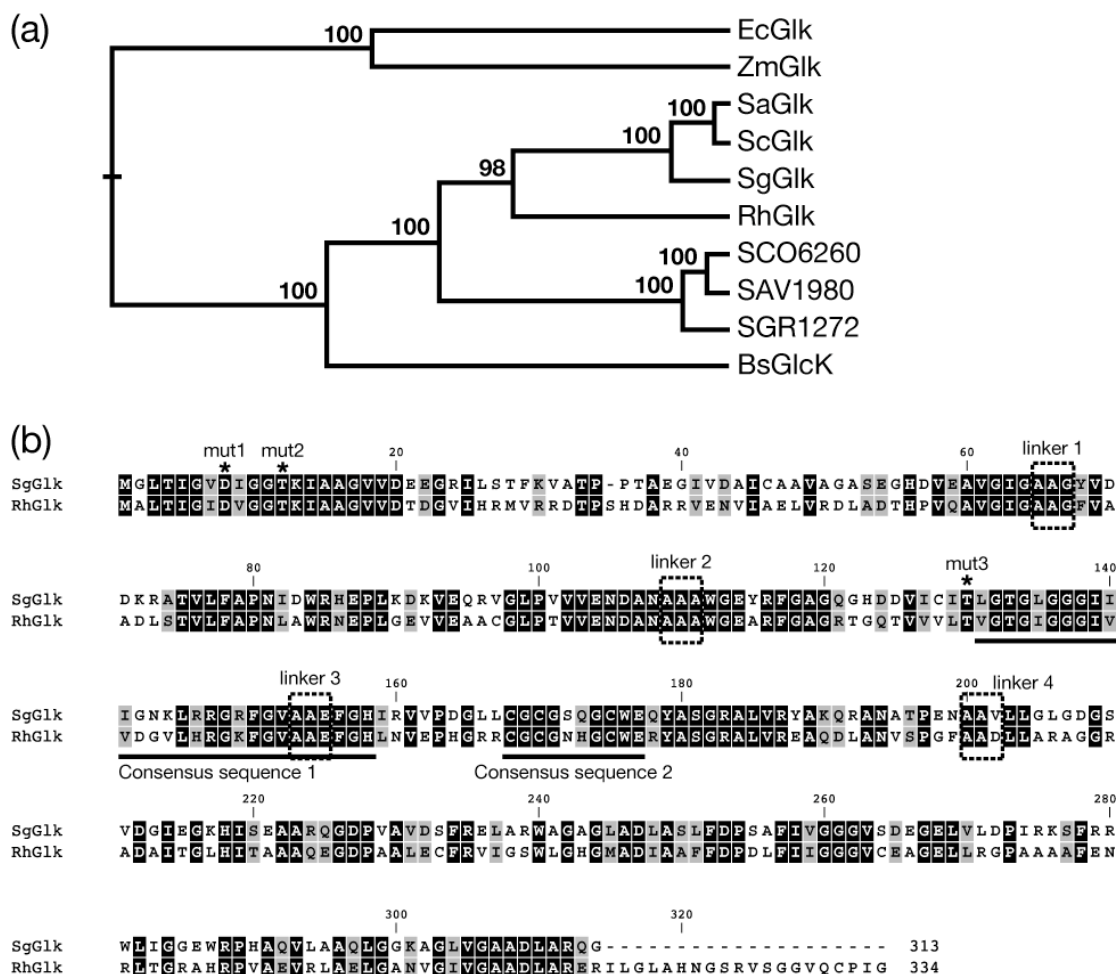 (a)
EcGlk
ZmGlk
SaGlk
ScGlk
SgGlk
RhGlk
SCO6260
SAV1980
SGR1272
BsGlcK
100
100
100
98
100
100
100
100
(b)
mut1 mut2 linker 1
* *
20 40 60
SgGlk MGLTIGVDIGGTKIAAGVVDEEGRILSTFKVATP-PTAEGIVDAICAAVAGASEGHDVEAVGIGAAGYVD
RhGlk MALTIGIDVGGTKIAAGVVDTDGVIHRMVRRDTPSHDARRVENVIAELVRDLADTHPVQAVGIGAAGFVA
linker 2 mut3
*
80 100 120 140
SgGlk DKRATVLFAPNIDWRHEPLKDKVEQRVGLPVVVENDANAAAWGEYRFGAGQGHDDVICITLGTGLGGGII
RhGlk ADLSTVLFAPNLAWRNEPLGEVVEAACGLPTVVENDANAAAWGEARFGAGRTGQTVVVLTVGTGIGGGIV
linker 3 linker 4
160 180 200
SgGlk IGNKLRRGRFGVAAEFGHIRVVPDGLLCGCGSQGCWEQYASGRALVRYAKQRANATPENAAVLLGLGDGS
RhGlk VDGVLHRGKFGVAAEFGHLNVEPHGRRCGCGNHGCWERYASGRALVREAQDLANVSPGFAADLLARAGGR
Consensus sequence 1 Consensus sequence 2
220 240 260 280
SgGlk VDGIEGKHISEAARQGDPVAVDSFRELARWAGAGLADLASLFDPSAFIVGGGVSDEGELVLDPIRKSFRR
RhGlk ADAITGLHITAAAQEGDPAALECFRVIGSWLGHGMADIAAFFDPDLFIIGGGVCEAGELLRGPAAAAFEN
300 320
SgGlk WLIGGEWRPHAQVLAAQLGGKAGLVGAADLARQG-------------------- 313
RhGlk RLTGRAHRPVAEVRLAELGANVGIVGAADLARERILGLAHNGSRVSGGVQCPIG 334